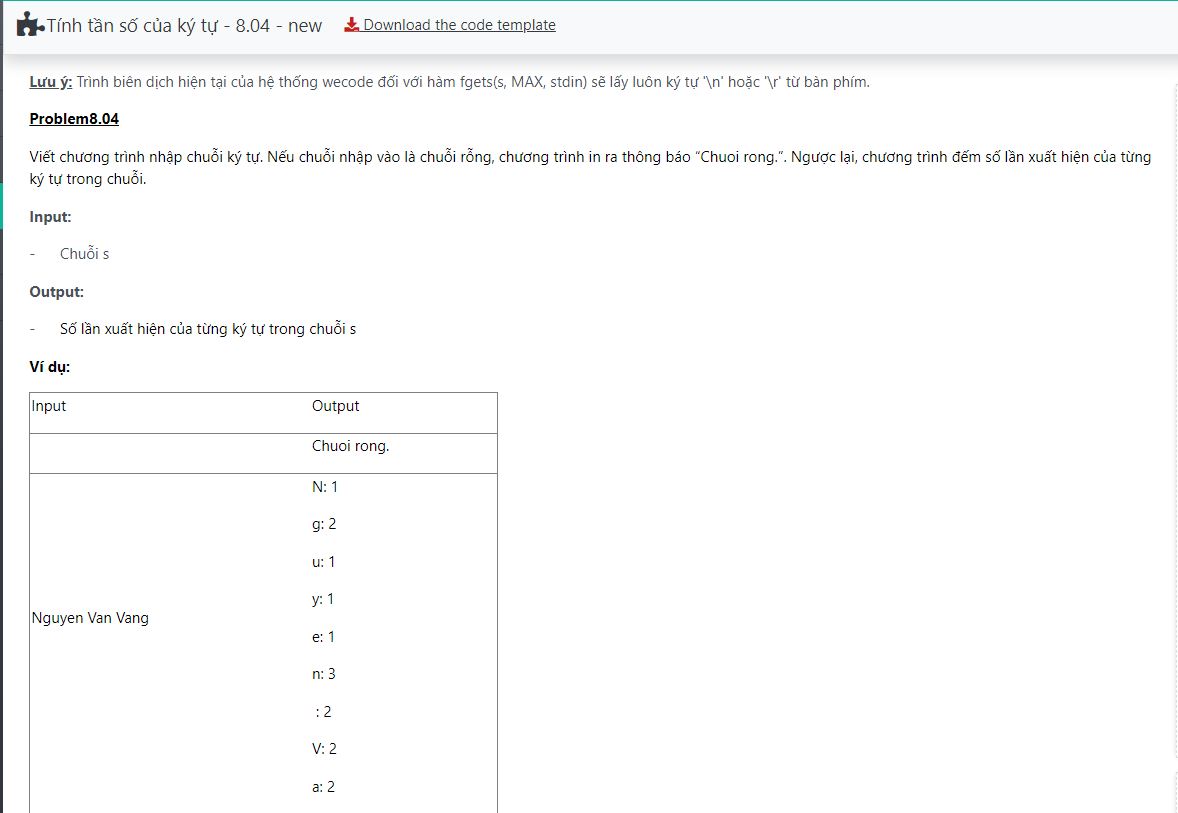 Tính tần số của ký tự - 8.04 - new Download the code template
Lưu ý: Trình biên dịch hiện tại của hệ thống wecode đối với hàm fgets(s, MAX, stdin) sẽ lấy luôn ký tự '\n' hoặc '\r' từ bàn phím.
Problem8.04
Viết chương trình nhập chuỗi ký tự. Nếu chuỗi nhập vào là chuỗi rỗng, chương trình in ra thông báo “Chuoi rong.”. Ngược lại, chương trình đếm số lần xuất hiện của từng
ký tự trong chuỗi.
Input:
- Chuỗi s
Output:
- Số lần xuất hiện của từng ký tự trong chuỗi s
Ví dụ:
Input Output
Chuoi rong.
N: 1
g: 2
u: 1
y: 1
Nguyen Van Vang
e: 1
n: 3
: 2
V: 2
a: 2